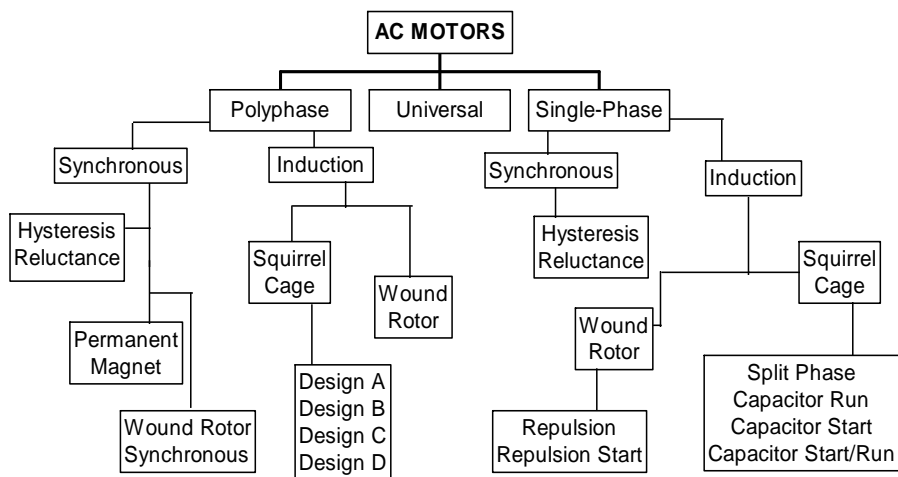 AC MOTORS
Polyphase
Universal
Single-Phase
Synchronous
Induction
Synchronous
Induction
Hysteresis
Reluctance
Squirrel
Cage
Wound
Rotor
Hysteresis
Reluctance
Squirrel
Cage
Permanent
Magnet
Wound
Rotor
Wound Rotor
Synchronous
Design A
Design B
Design C
Design D
Repulsion
Repulsion Start
Split Phase
Capacitor Run
Capacitor Start
Capacitor Start/Run